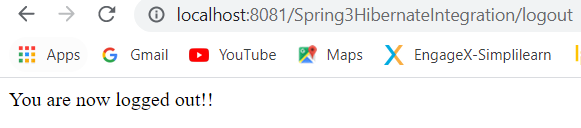 localhost:8081/Spring3HibernateIntegration/logout
Apps Gmail YouTube Maps EngageX-Simplilearn
You are now logged out!!